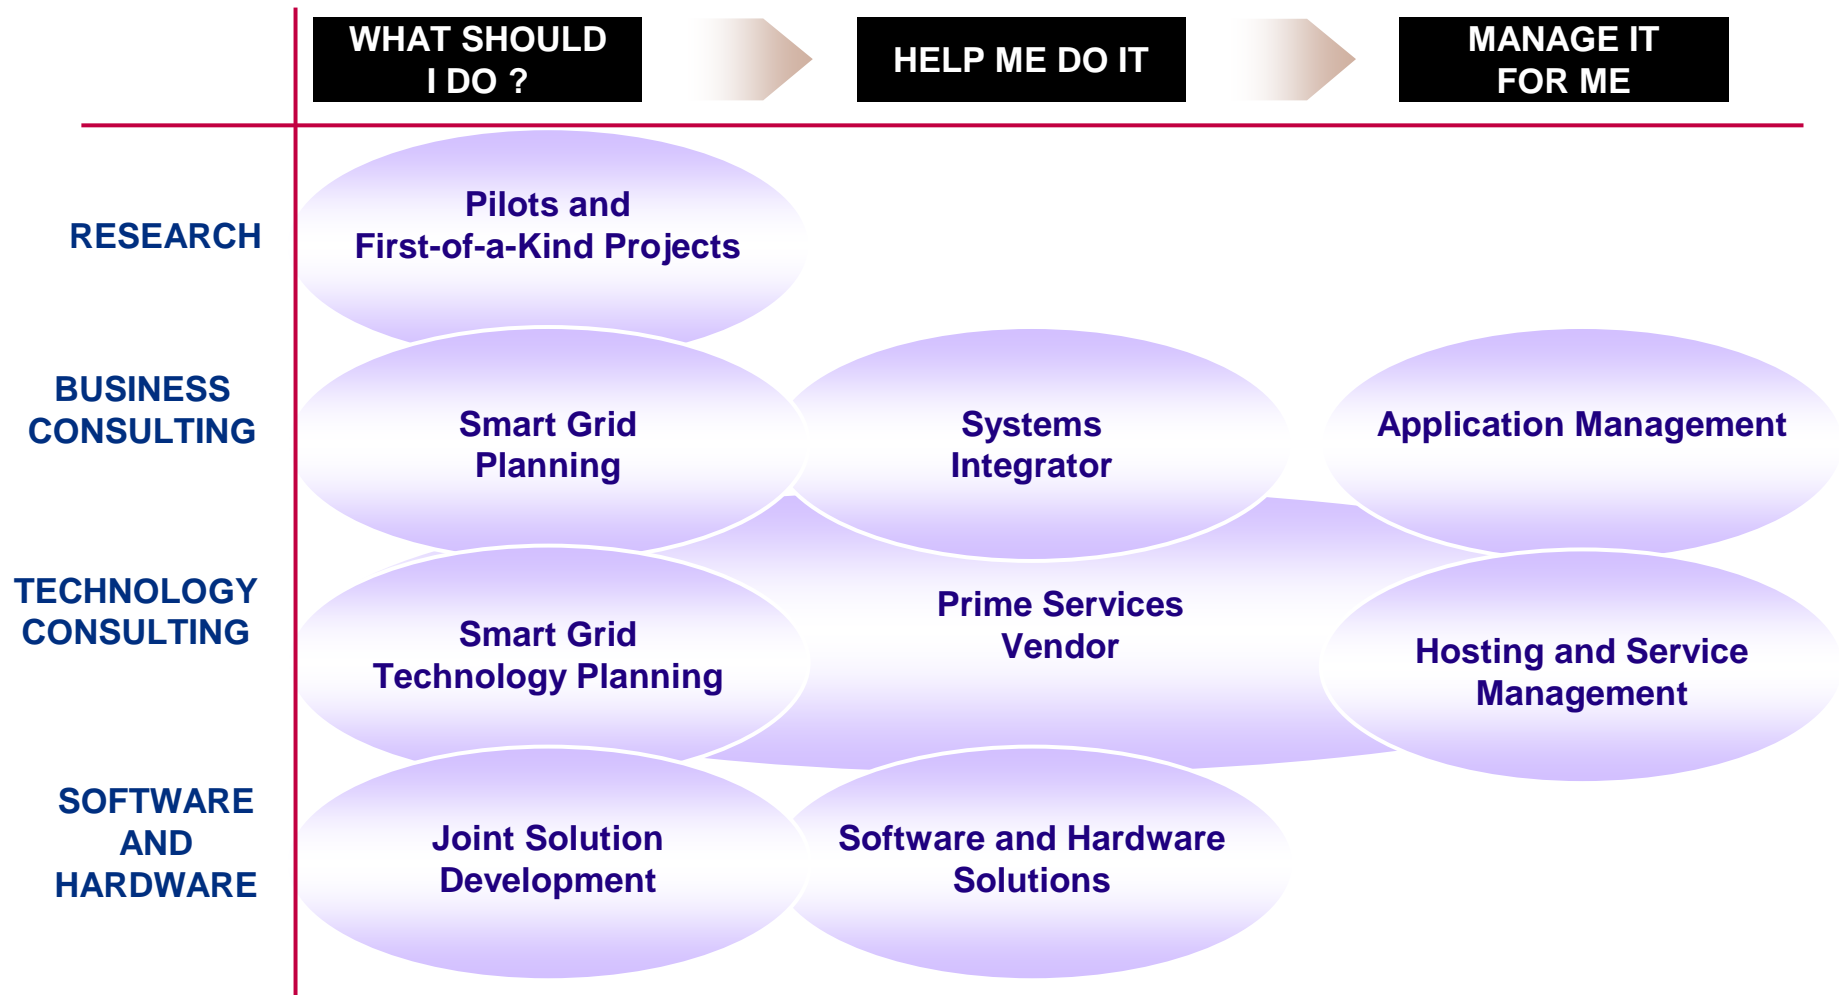 WHAT SHOULD
I DO ?
HELP ME DO IT
MANAGE IT
FOR ME
RESEARCH
Pilots and
First-of-a-Kind Projects
BUSINESS
CONSULTING
Smart Grid
Planning
Systems
Integrator
Application Management
TECHNOLOGY
CONSULTING
Smart Grid
Technology Planning
Prime Services
Vendor
Hosting and Service
Management
SOFTWARE
AND
HARDWARE
Joint Solution
Development
Software and Hardware
Solutions